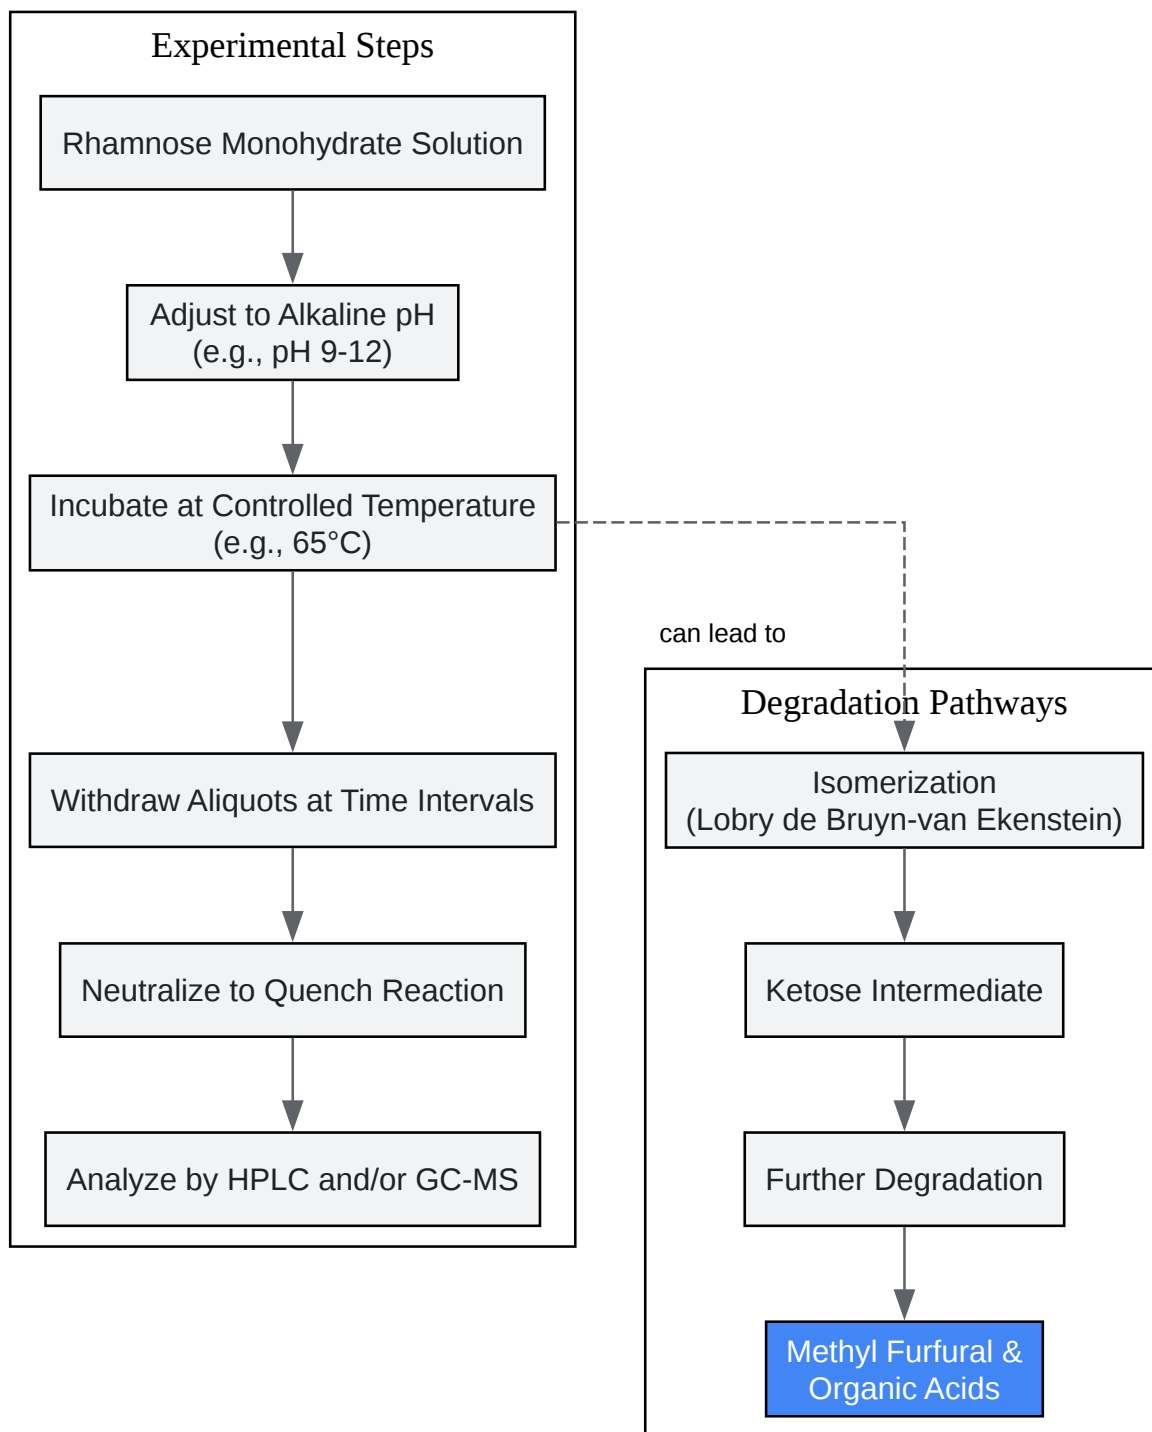 Experimental Steps
Rhamnose Monohydrate Solution
Adjust to Alkaline pH
(e.g., pH 9-12)
Incubate at Controlled Temperature
(e.g., 65°C)
Withdraw Aliquots at Time Intervals
Neutralize to Quench Reaction
Analyze by HPLC and/or GC-MS
can lead to
Degradation Pathways
Isomerization
(Lobry de Bruyn-van Ekenstein)
Ketose Intermediate
Further Degradation
Methyl Furfural &
Organic Acids